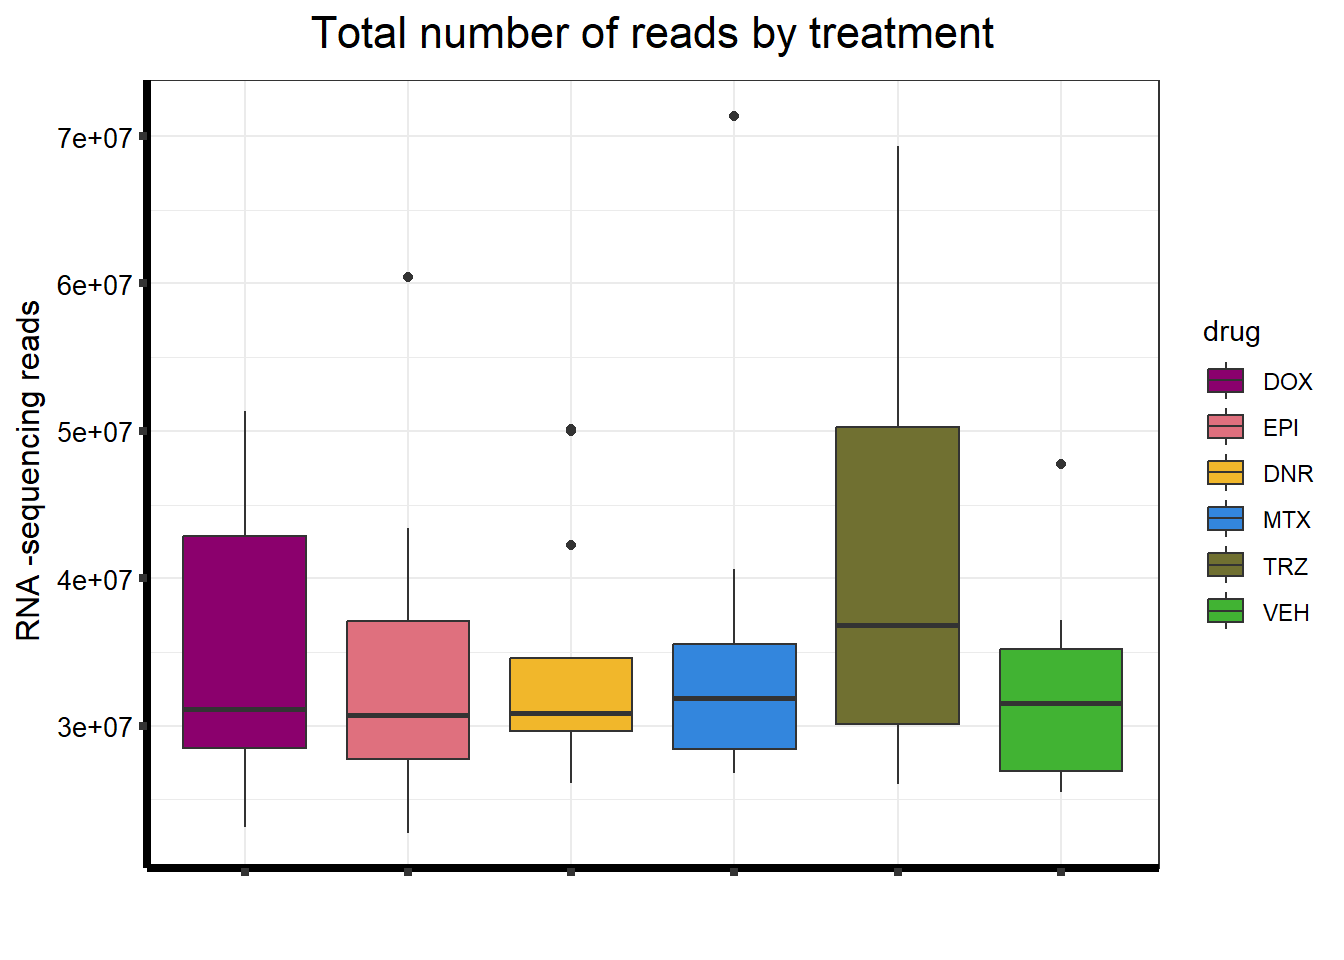 Total number of reads by treatment
7e+07
6e+07
5e+07
4e+07
3e+07
RNA -sequencing reads
drug
DOX
EPI
DNR
MTX
TRZ
VEH